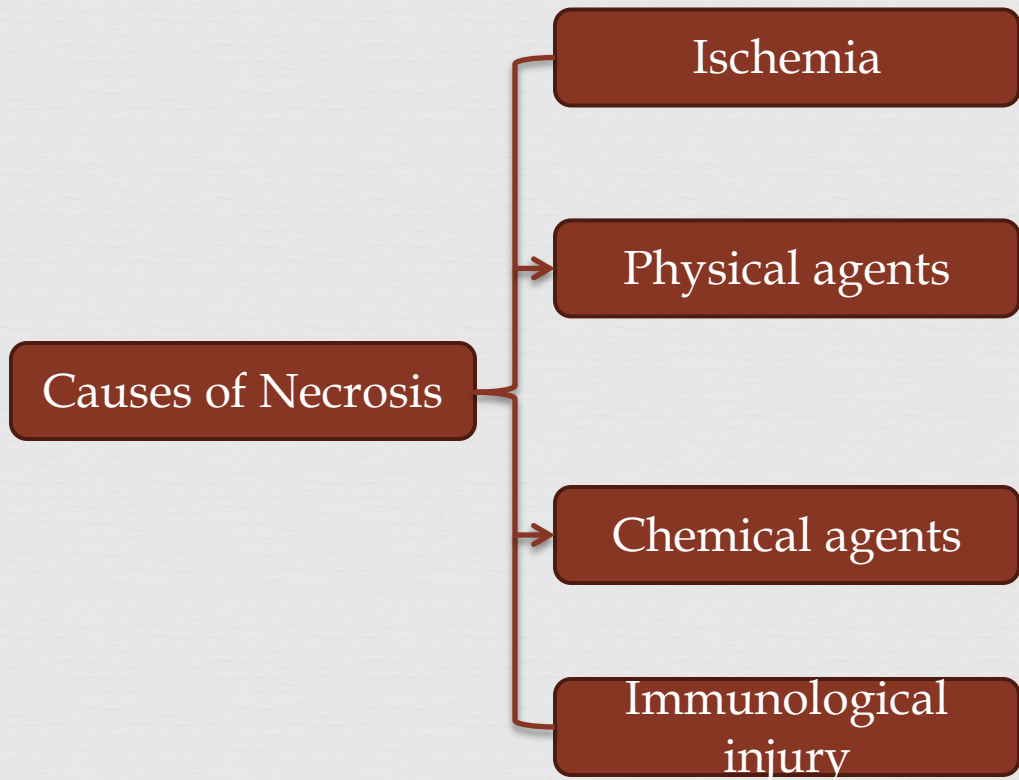 Ischemia
Physical agents
Causes of Necrosis
Chemical agents
Immunological
injury